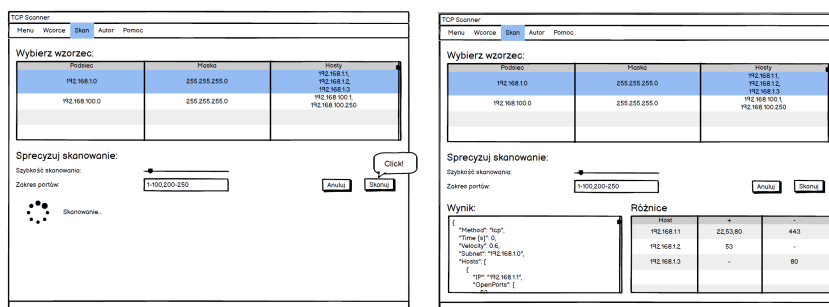 TCP Scanner
Menu Wcorce Skan Autor Pomoc
Wybierz wzorzec:
Podsiec Maska Hosty
192.168.1.0 255.255.255.0 192.168.1.1,
192.168.1.2,
192.168.1.3
192.168.100.0 255.255.255.0 192.168.100.1,
192.168.100.250
Sprecyzuj skanowanie:
Szybkość skanowania:
Click!
Zakres portów: 1-100,200-250 Anuluj Skanuj
Skanowanie...
TCP Scanner
Menu Wcorce Skan Autor Pomoc
Wybierz wzorzec:
Podsiec Maska Hosty
192.168.1.0 255.255.255.0 192.168.1.1,
192.168.1.2,
192.168.1.3
192.168.100.0 255.255.255.0 192.168.100.1,
192.168.100.250
Sprecyzuj skanowanie:
Szybkość skanowania:
Zakres portów: 1-100,200-250 Anuluj Skanuj
Wynik:
{
"Method": "tcp",
"Time [s]": 0,
"Velocity": 0.6,
"Subnet": "192.168.1.0",
"Hosts": [
{
"IP": "192.168.1.1",
"OpenPorts": [
Różnice
Host + -
192.168.1.1 22,53,80 443
192.168.1.2 53 -
192.168.1.3 - 80